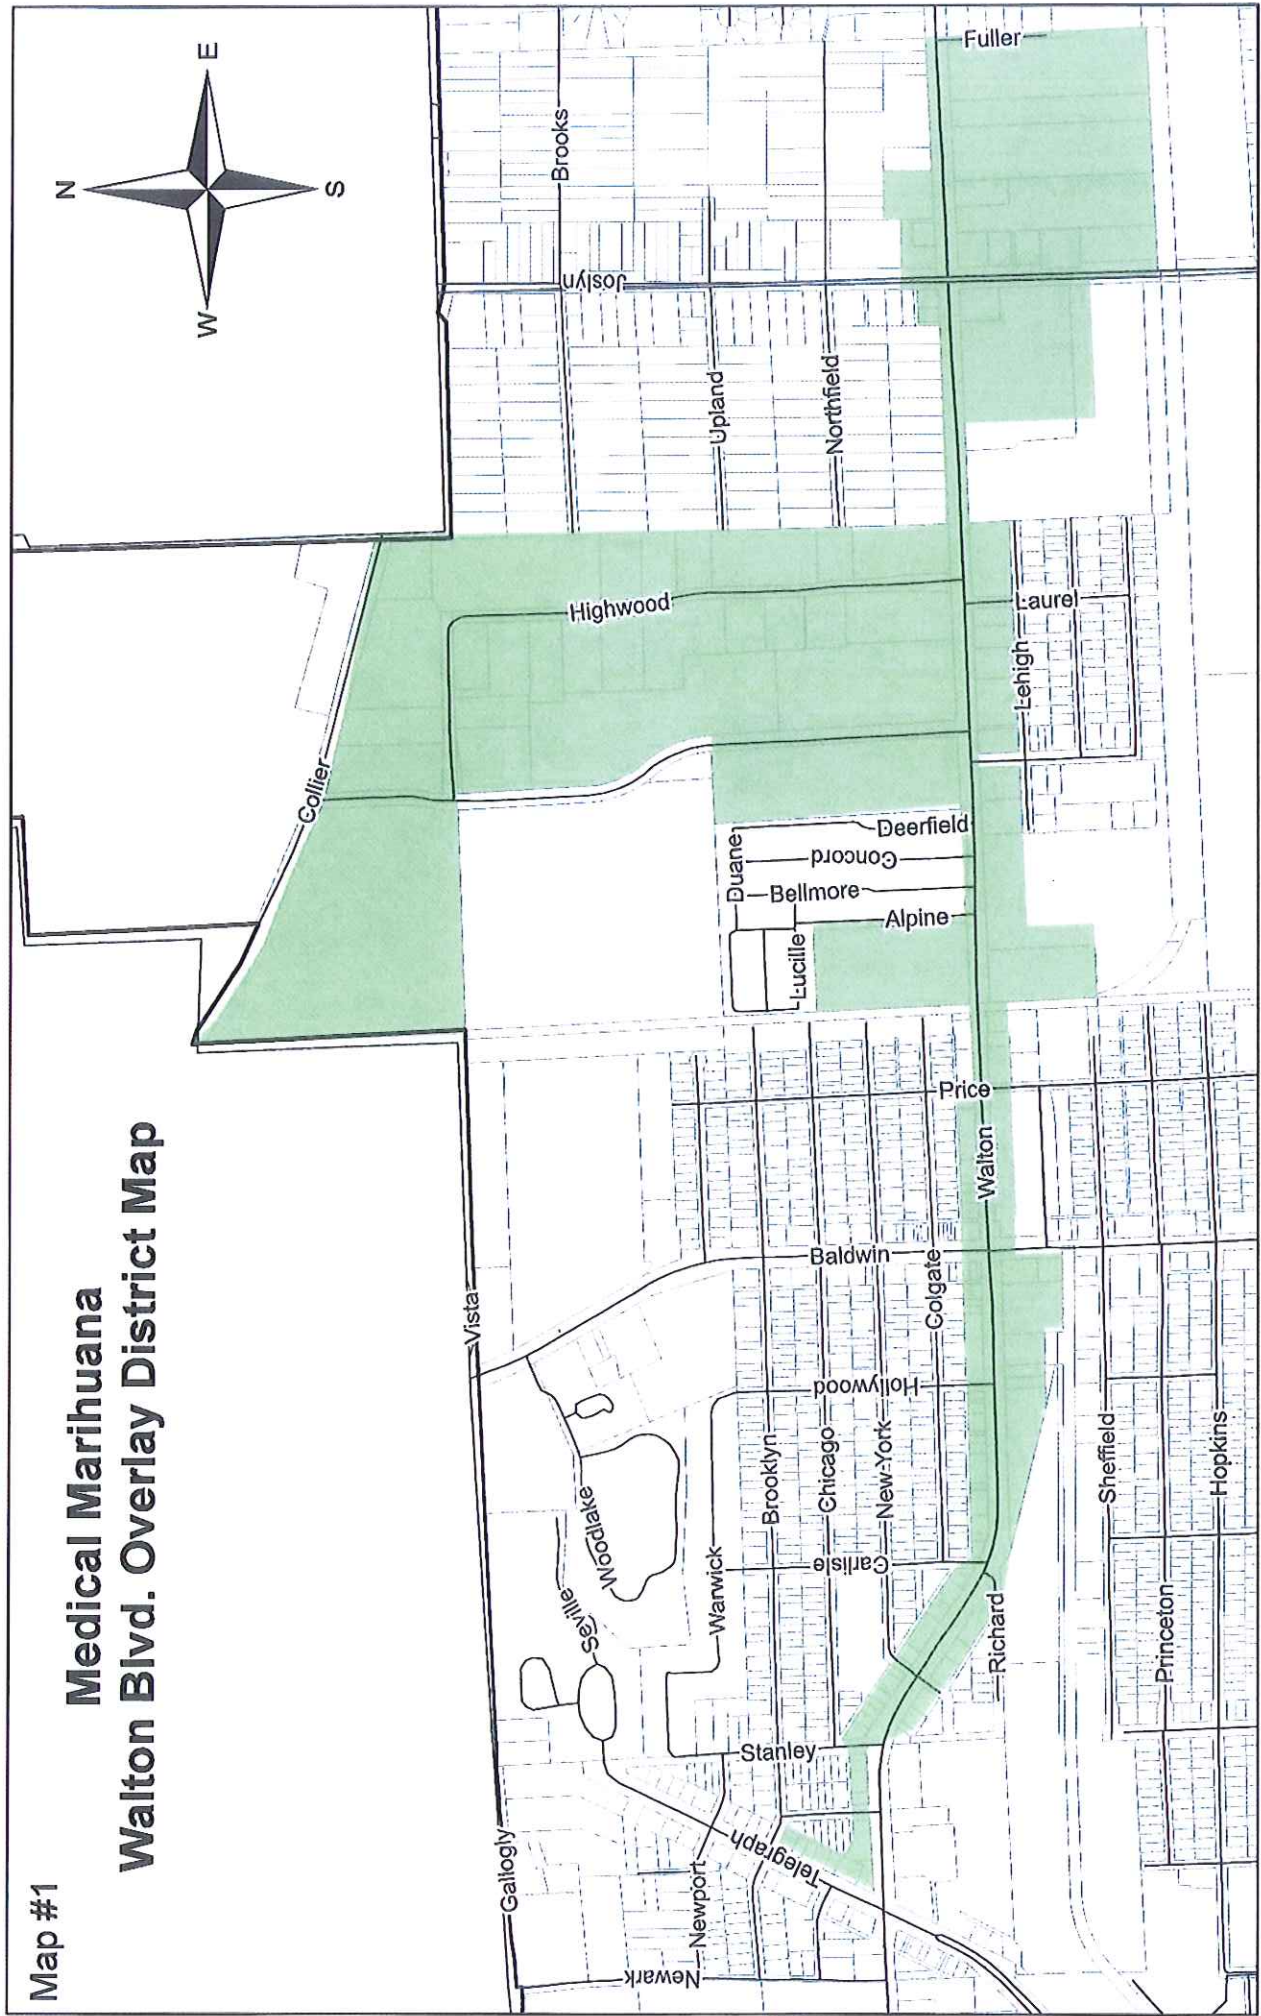 Map #1
Medical Marihuana
Walton Blvd. Overlay District Map
N
W
E
S
Collier
Highwood
Joslyn
Brooks
Upland
Northfield
Fuller
Laurel
Lehigh
Deerfield
Duane
Concord
Bellmore
Alpine
Lucille
Price
Walton
Vista
Baldwin
Colgate
Hollywood
Brooklyn
Chicago
New York
Woodlake
Seville
Warwick
Carlisle
Richard
Sheffield
Hopkins
Princeton
Stanley
Gallogly
Telegraph
Newport
Newark